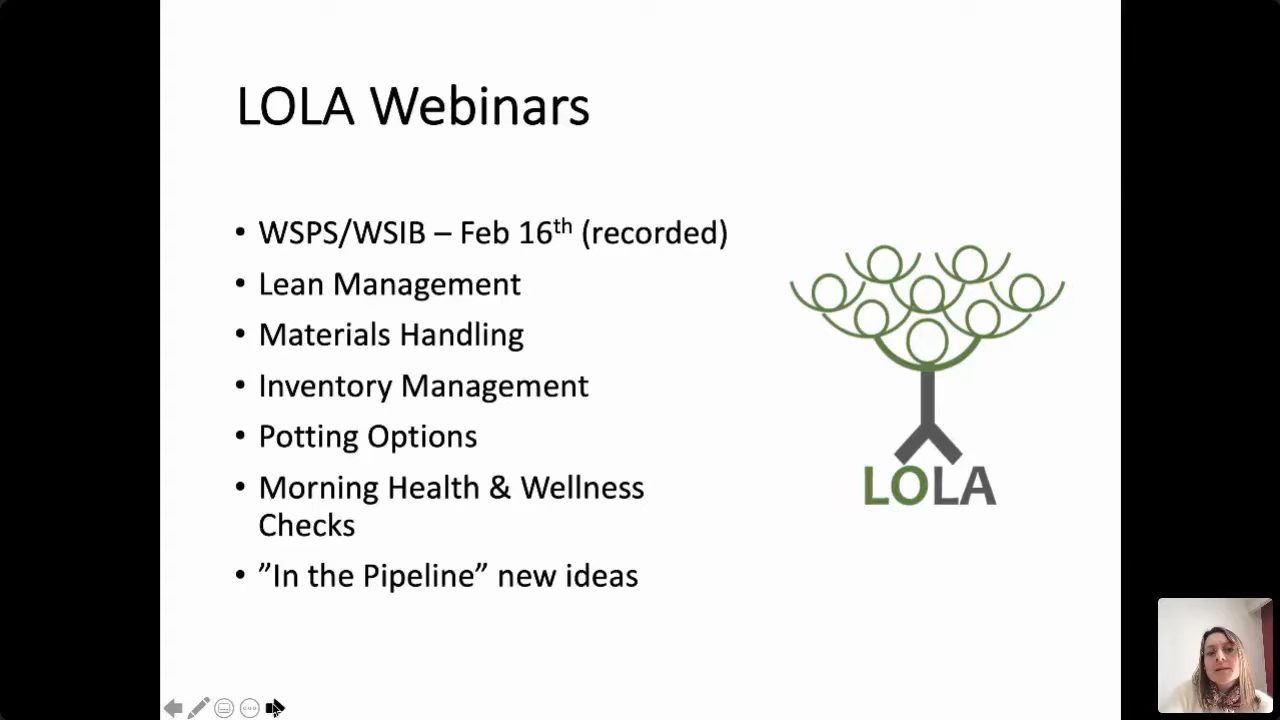 LOLA Webinars
• WSPS/WSIB – Feb 16th (recorded)
• Lean Management
• Materials Handling
• Inventory Management
• Potting Options
• Morning Health & Wellness
Checks
• ”In the Pipeline” new ideas
LOLA